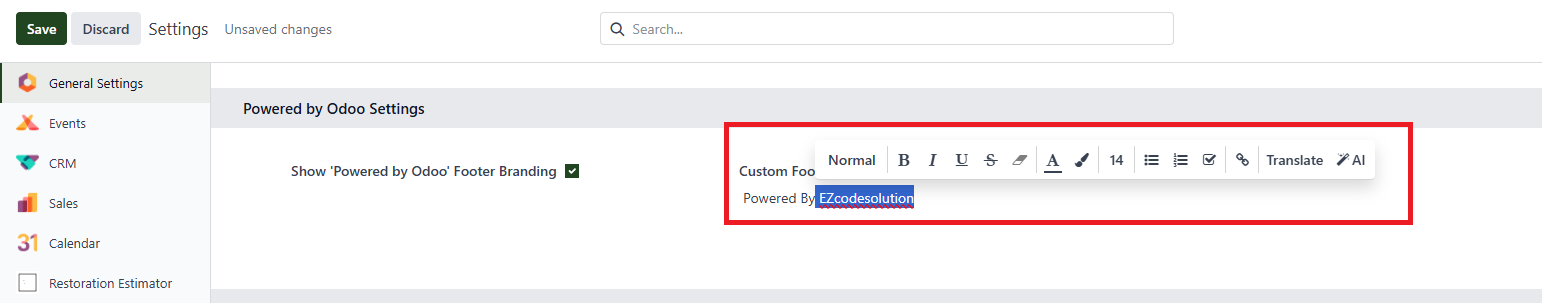 Save Discard Settings Unsaved changes Search...
General Settings
Powered by Odoo Settings
Events
Normal B I U S A 14 Translate AI
CRM
Show 'Powered by Odoo' Footer Branding
Custom Foo
Powered By EZcodesolution
Sales
31 Calendar
Restoration Estimator